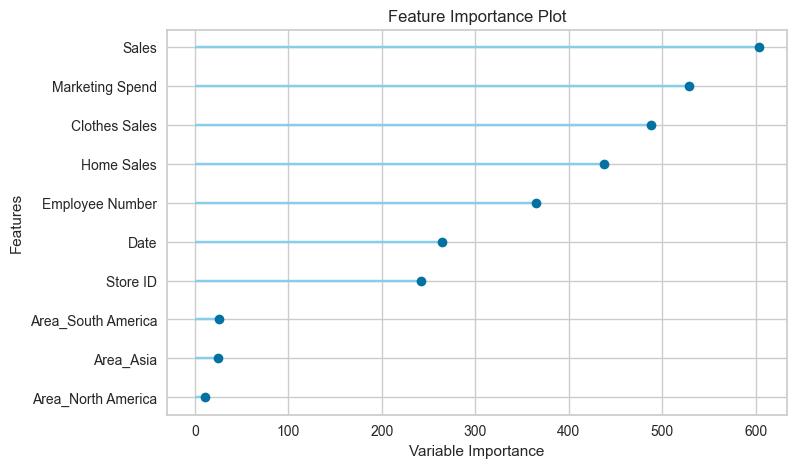 Feature Importance Plot
Sales
Marketing Spend
Clothes Sales
Home Sales
Employee Number
Date
Store ID
Area_South America
Area_Asia
Area_North America
Features
0 100 200 300 400 500 600
Variable Importance